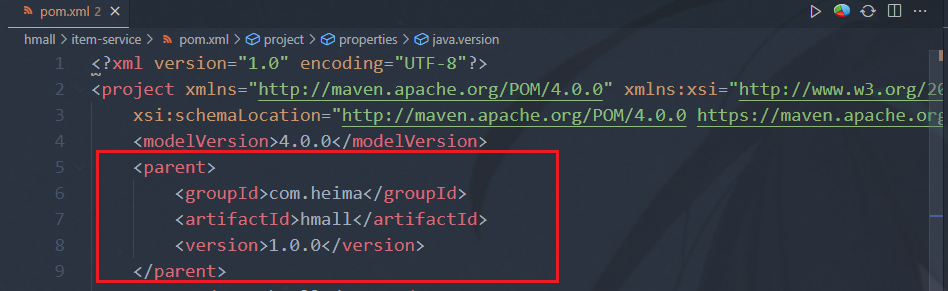 pom.xml 2 ×
hmall > item-service > pom.xml > project > properties > java.version
1 <?xml version="1.0" encoding="UTF-8"?>
2 <project xmlns="http://maven.apache.org/POM/4.0.0" xmlns:xsi="http://www.w3.org/20
3 xsi:schemaLocation="http://maven.apache.org/POM/4.0.0 https://maven.apache.org
4 <modelVersion>4.0.0</modelVersion>
5 <parent>
6 <groupId>com.heima</groupId>
7 <artifactId>hmall</artifactId>
8 <version>1.0.0</version>
9 </parent>